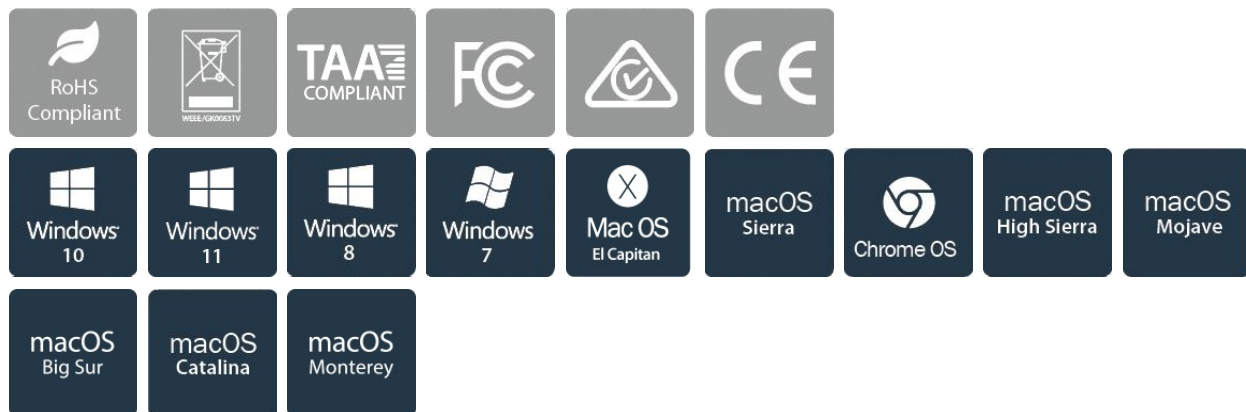 RoHS
Compliant
WEEE/GK0083TV
TAA
COMPLIANT
FC
CE
Windows
10
Windows
11
Windows
8
Windows
7
X
Mac OS
El Capitan
macOS
Sierra
Chrome OS
macOS
High Sierra
macOS
Mojave
macOS
Big Sur
macOS
Catalina
macOS
Monterey